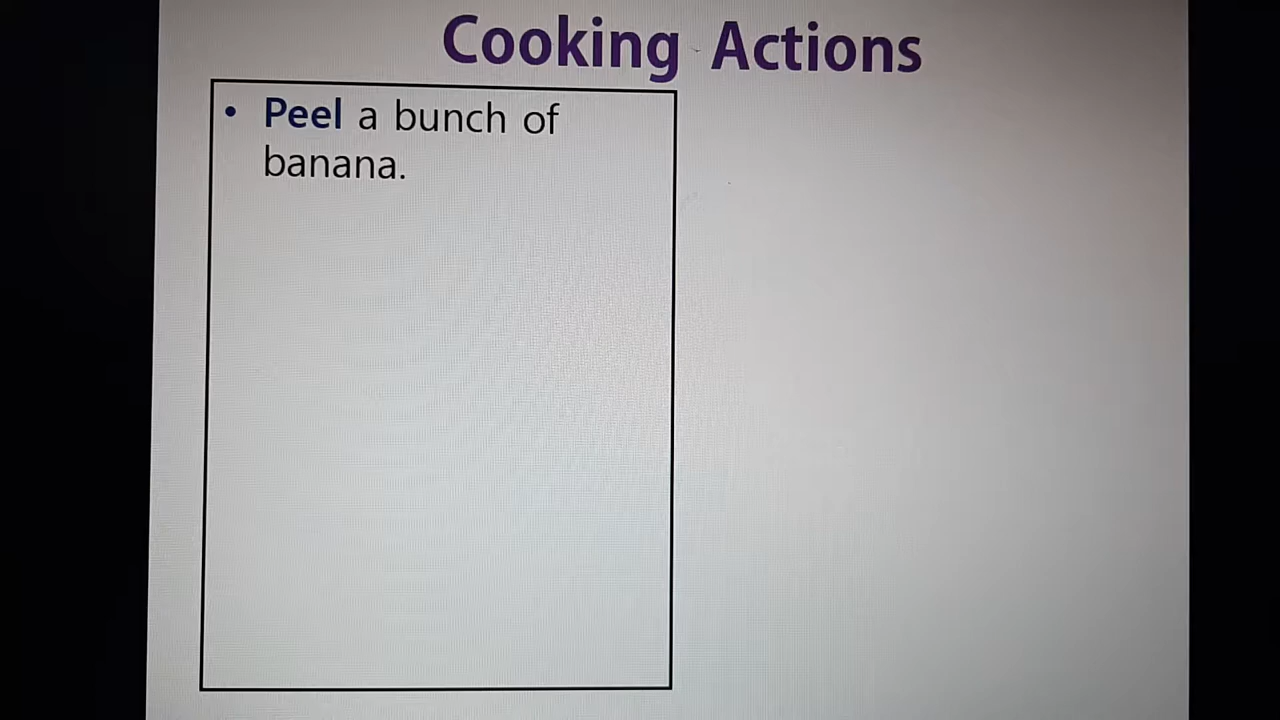 Cooking Actions
• Peel a bunch of
banana.